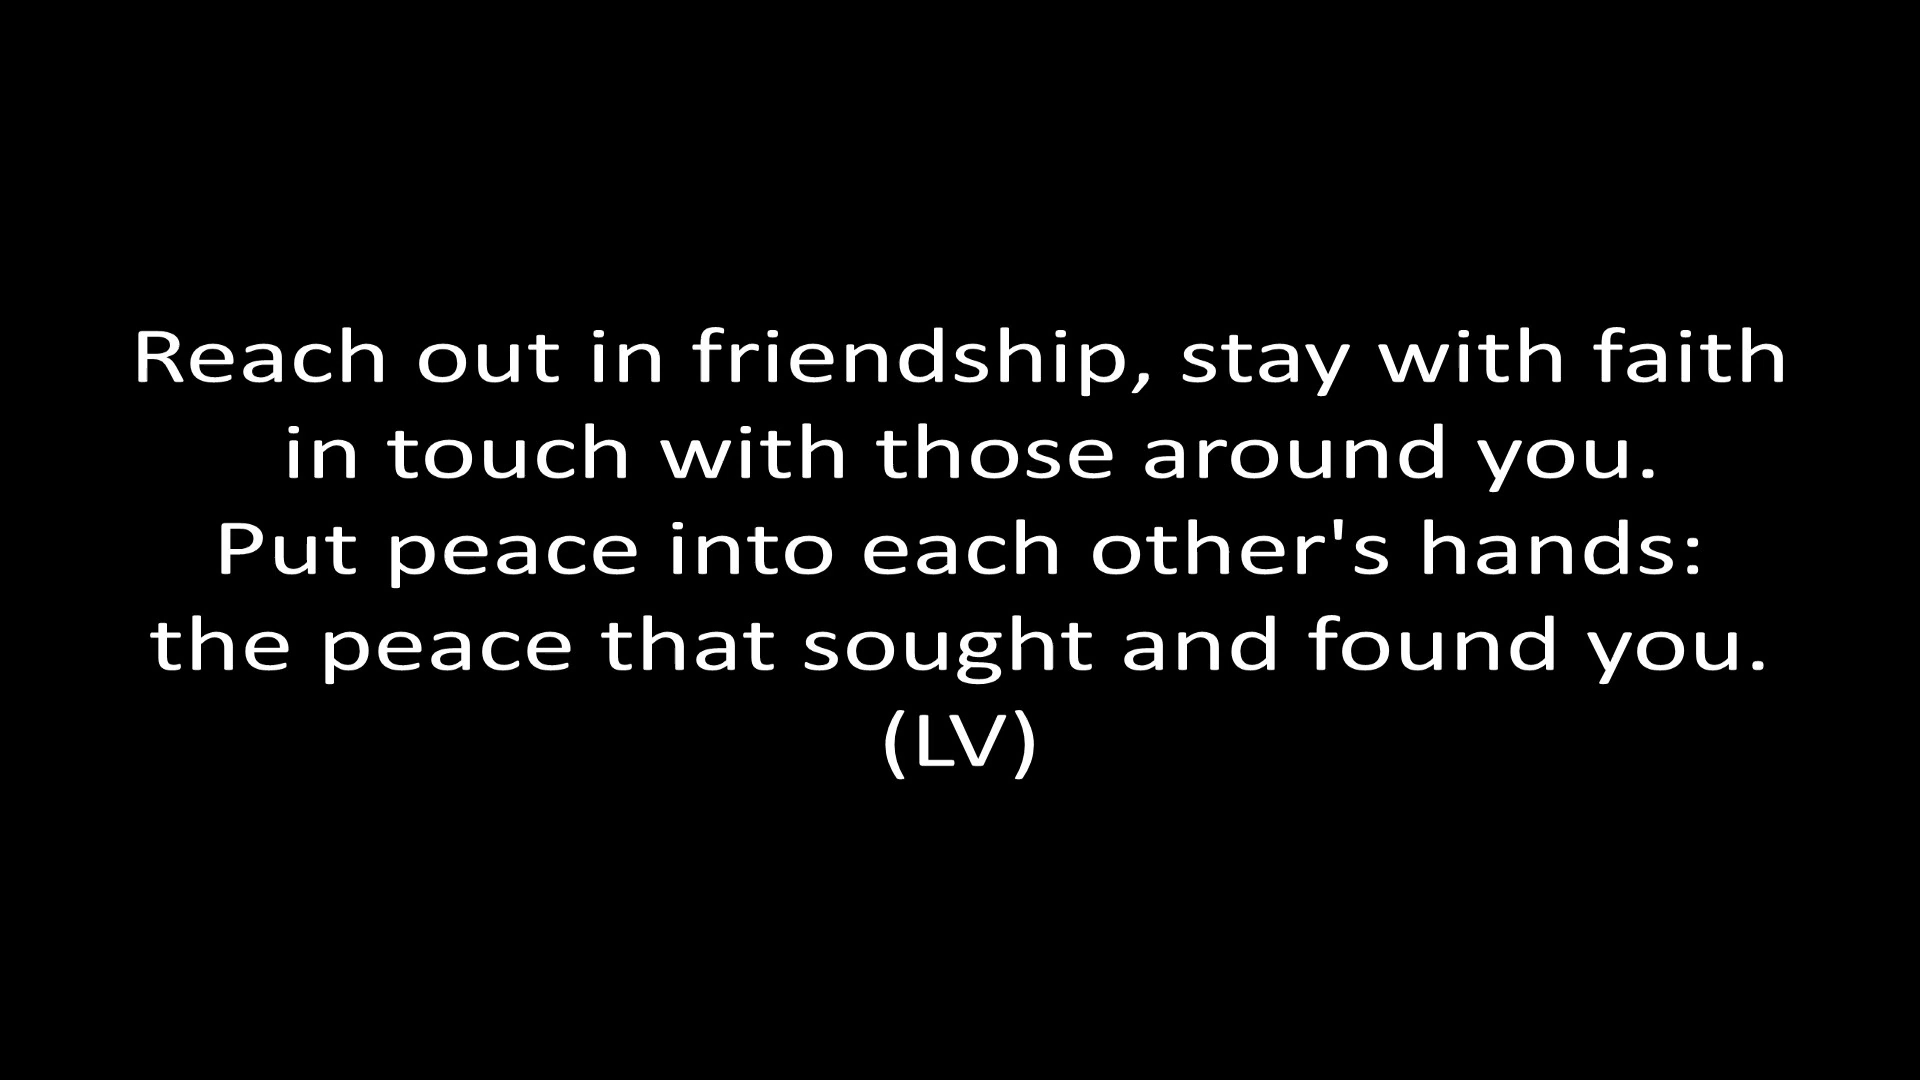 Reach out in friendship, stay with faith
in touch with those around you.
Put peace into each other's hands:
the peace that sought and found you.
(LV)